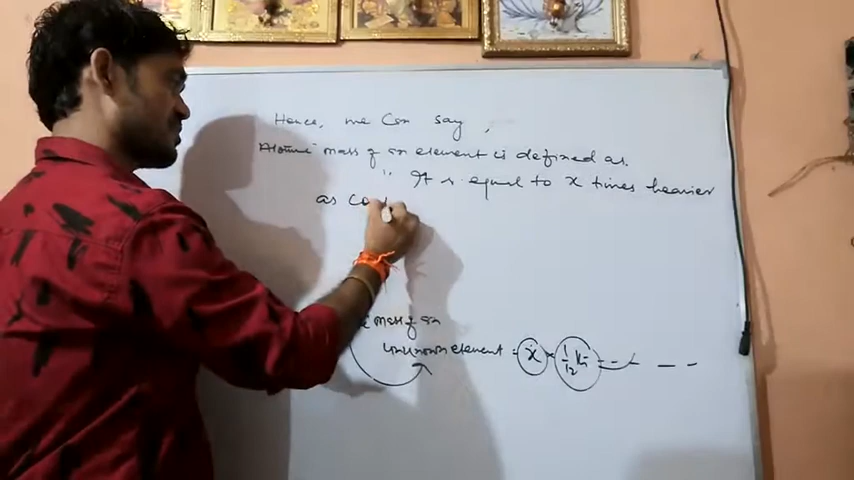 Hence, we Can say,
Atomic mass of an element is defined as.
". It is equal to x times heavier
as Co
mass of an
unknown element = x × 1/12